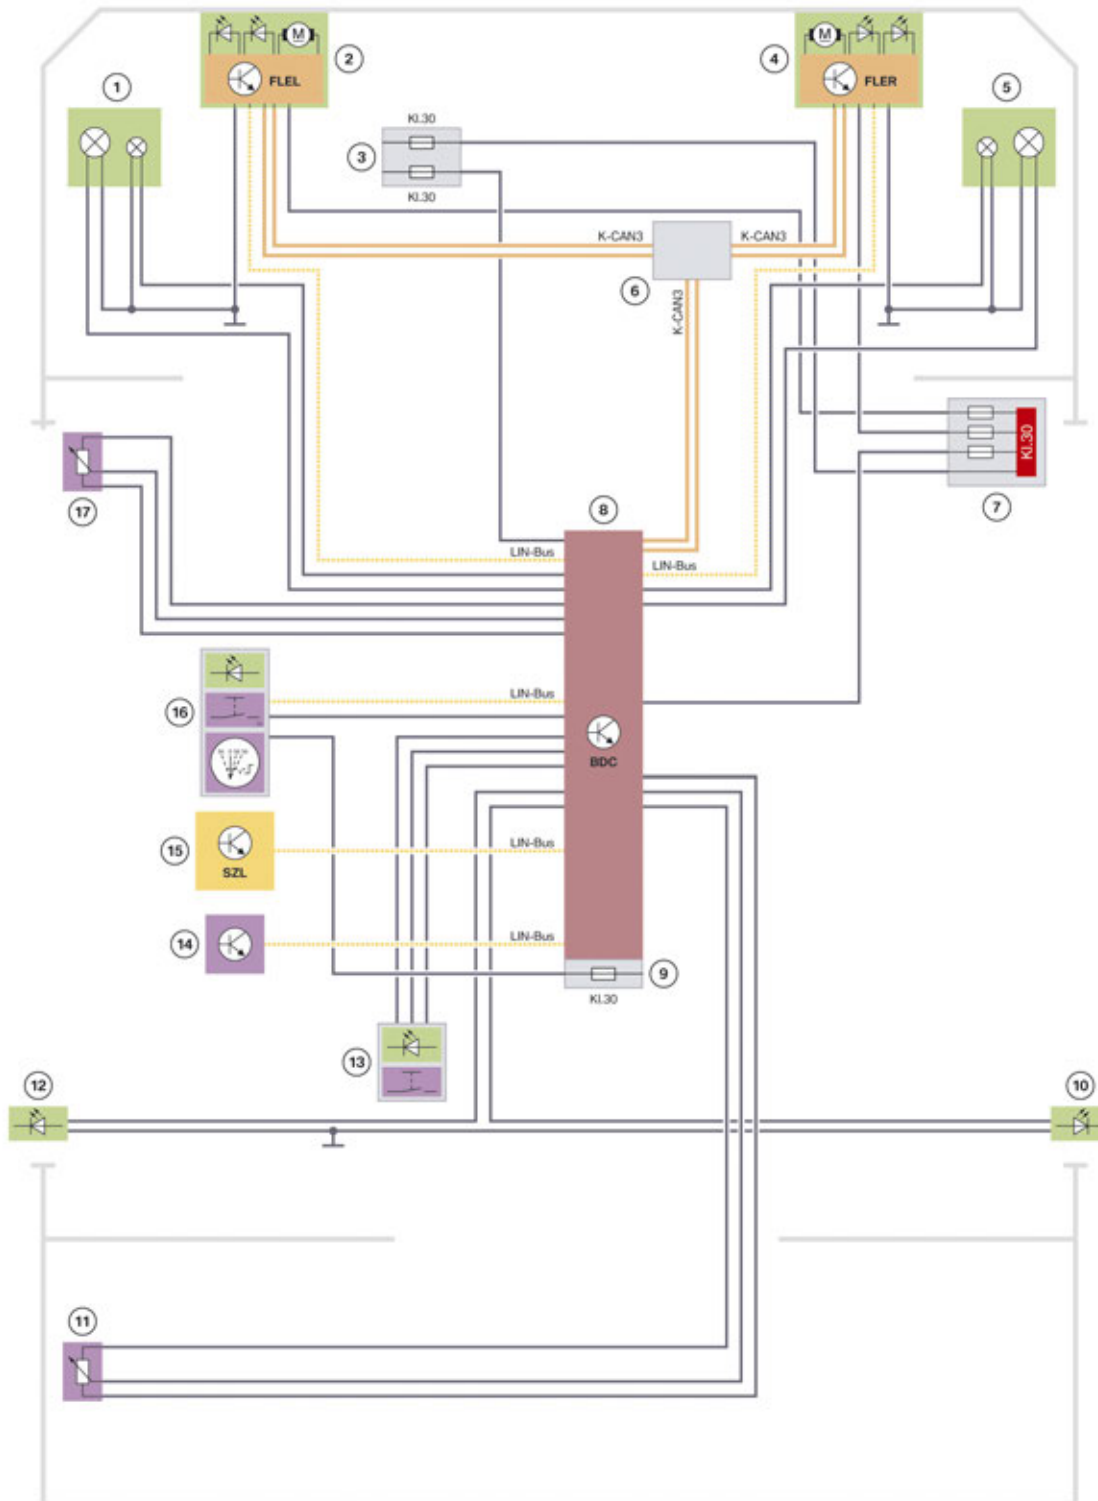 M
M
2
4
FLEL
FLER
1
5
Kl.30
3
Kl.30
K-CAN3
K-CAN3
6
K-CAN3
Kl.30
17
7
8
LIN-Bus
LIN-Bus
LIN-Bus
16
BDC
15
LIN-Bus
SZL
14
LIN-Bus
9
Kl.30
13
12
10
11